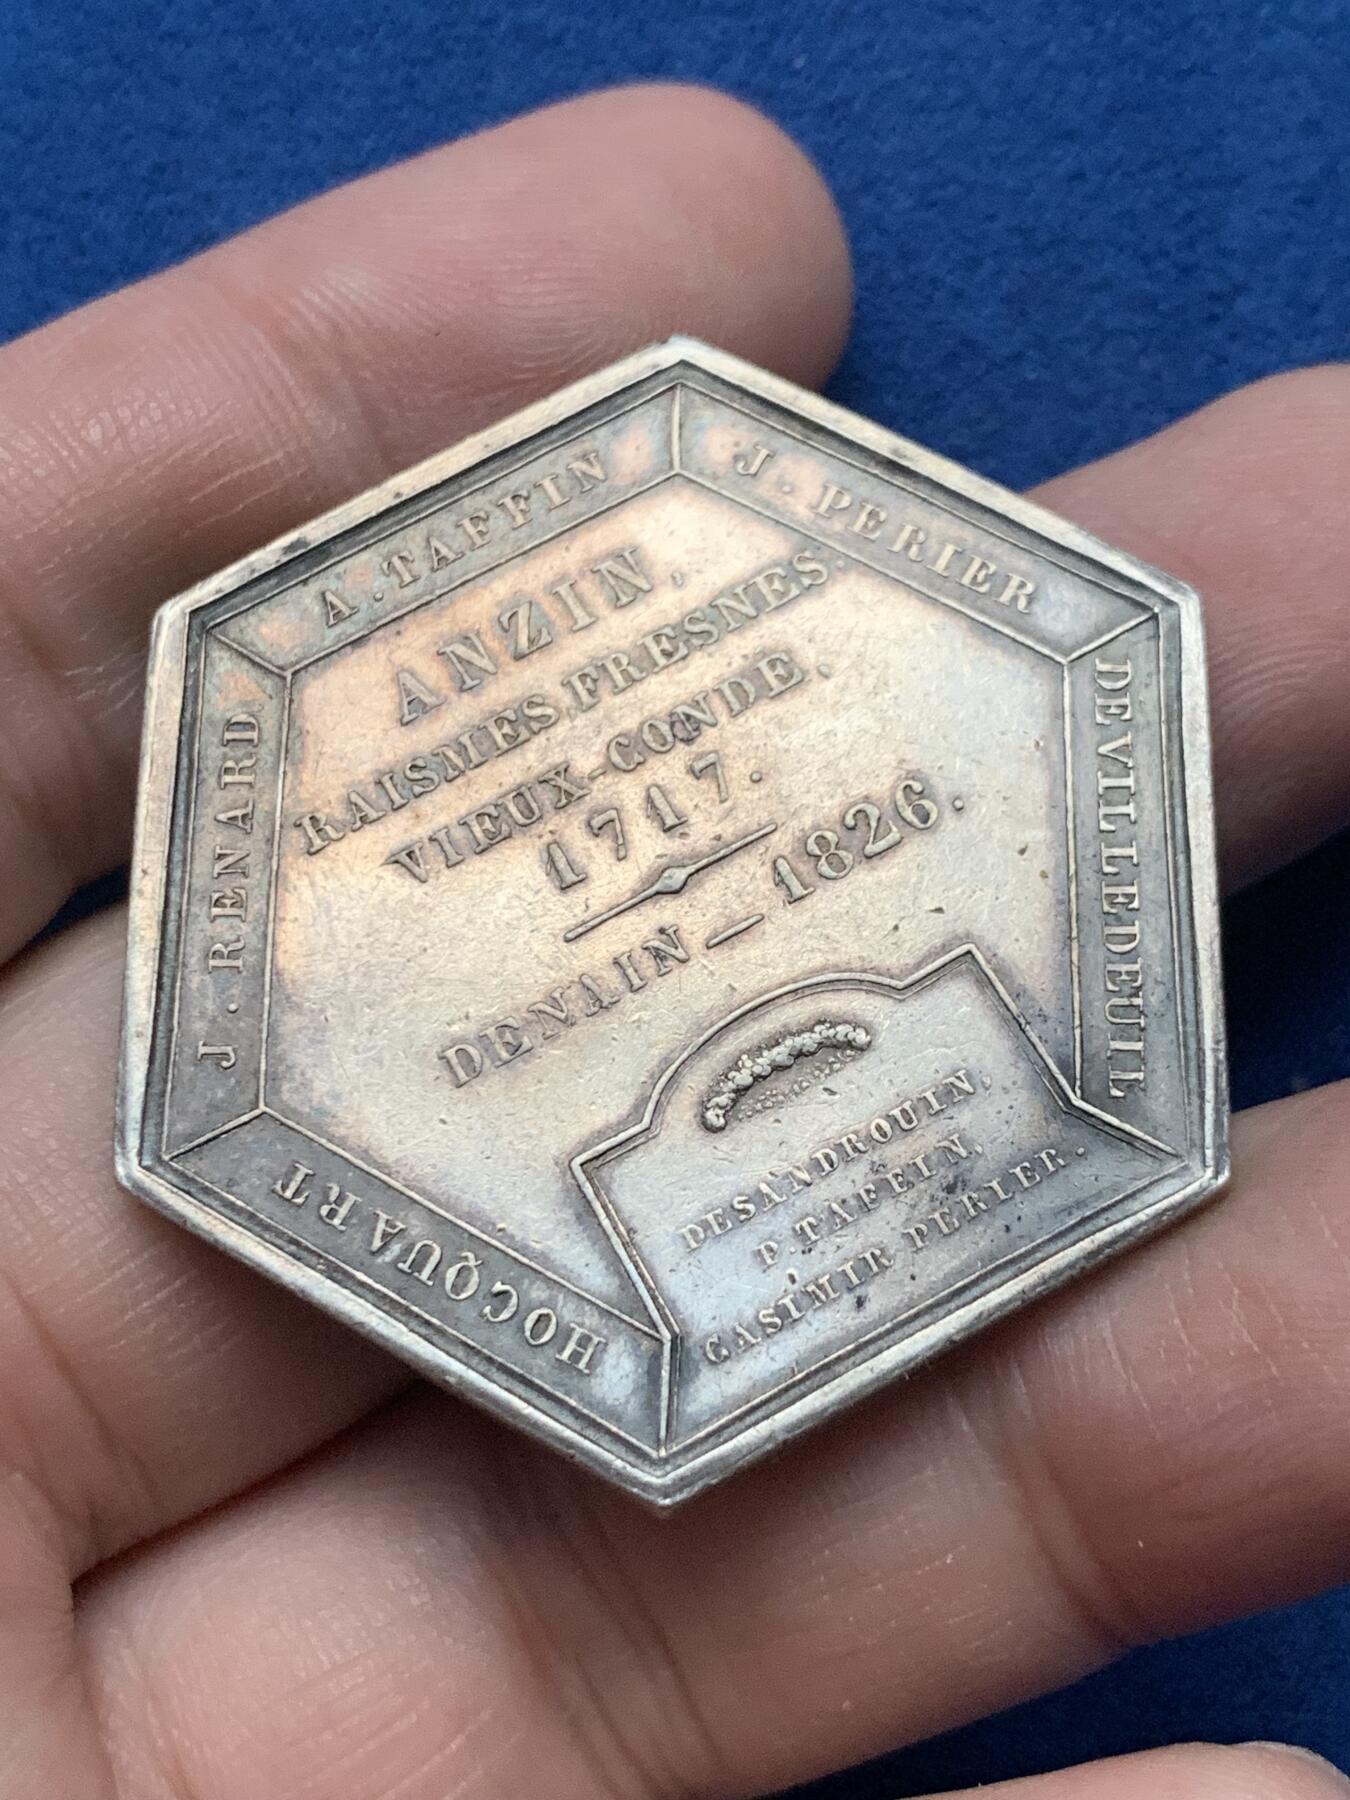 A. TAFFIN
J. PERIER
DEVILLEDEUIL
J. RENARD
HOCQUART
ANZIN,
RAISMES FRESNES.
VIEUX-CONDE.
1717.
DENAIN — 1826.
DESANDROUIN,
P. TAFFIN,
CASIMIR PERIER.